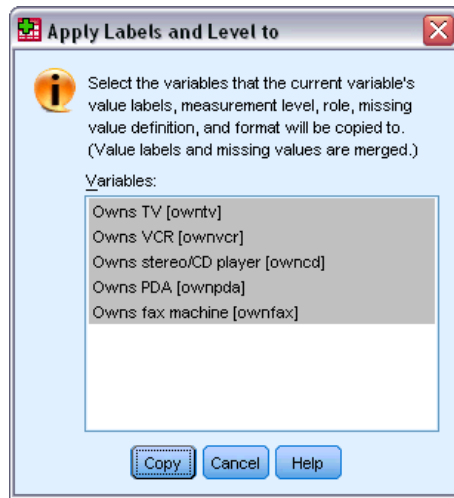 Apply Labels and Level to
Select the variables that the current variable's
value labels, measurement level, role, missing
value definition, and format will be copied to.
(Value labels and missing values are merged.)
Variables:
Owns TV [owntv]
Owns VCR [ownvcr]
Owns stereo/CD player [owncd]
Owns PDA [ownpda]
Owns fax machine [ownfax]
Copy Cancel Help